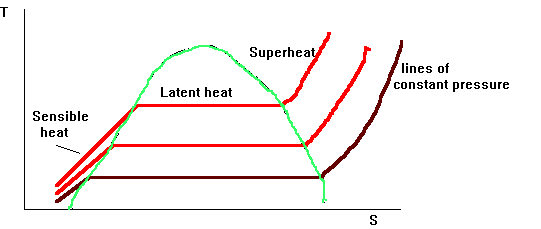 T
Superheat
lines of
constant pressure
Latent heat
Sensible
heat
S